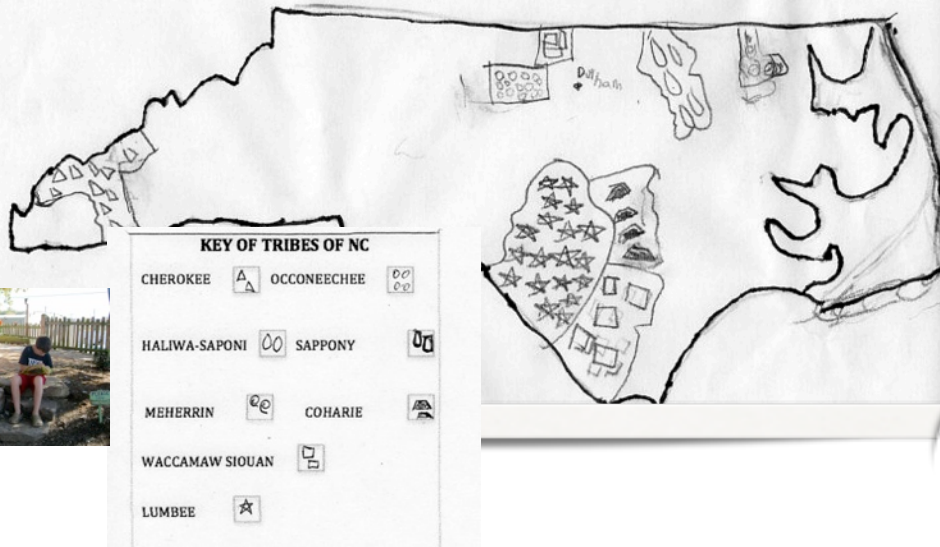 Durham
KEY OF TRIBES OF NC
CHEROKEE OCCONEECHEE
HALIWA-SAPONI SAPPONY
MEHERRIN COHARIE
WACCAMAW SIOUAN
LUMBEE